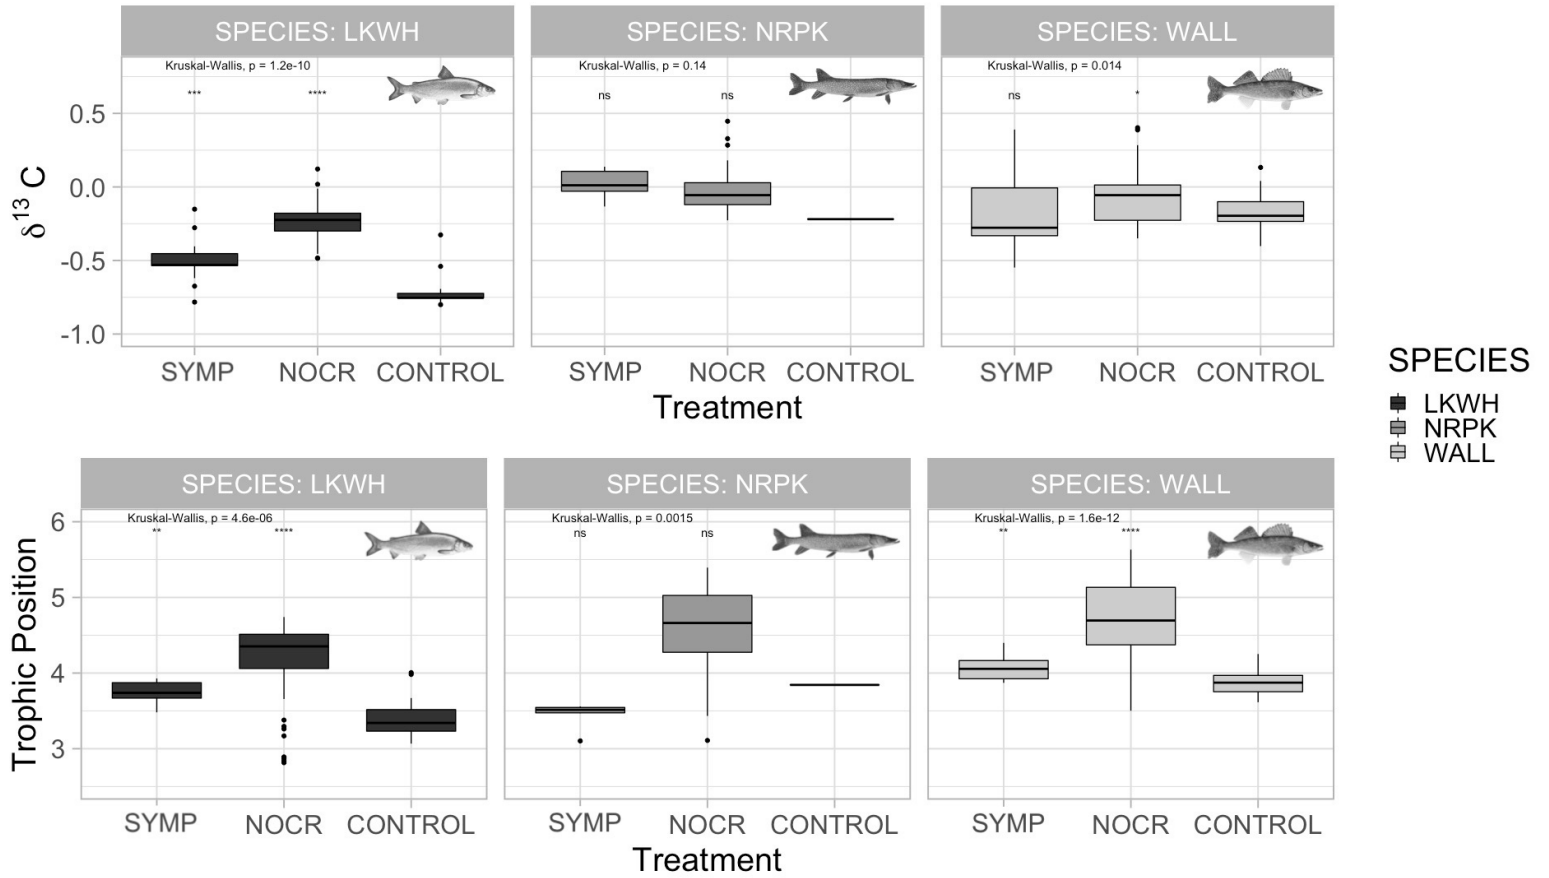 SPECIES: LKWH SPECIES: NRPK SPECIES: WALL
Kruskal-Wallis, p = 1.2e-10 Kruskal-Wallis, p = 0.14 Kruskal-Wallis, p = 0.014
*** **** ns ns ns *
δ13 C
0.5
0.0
-0.5
-1.0
SYMP NOCR CONTROL SYMP NOCR CONTROL SYMP NOCR CONTROL
Treatment
SPECIES
LKWH
NRPK
WALL
SPECIES: LKWH SPECIES: NRPK SPECIES: WALL
Kruskal-Wallis, p = 4.6e-06 Kruskal-Wallis, p = 0.0015 Kruskal-Wallis, p = 1.6e-12
** **** ns ns ** ****
Trophic Position
6
5
4
3
SYMP NOCR CONTROL SYMP NOCR CONTROL SYMP NOCR CONTROL
Treatment